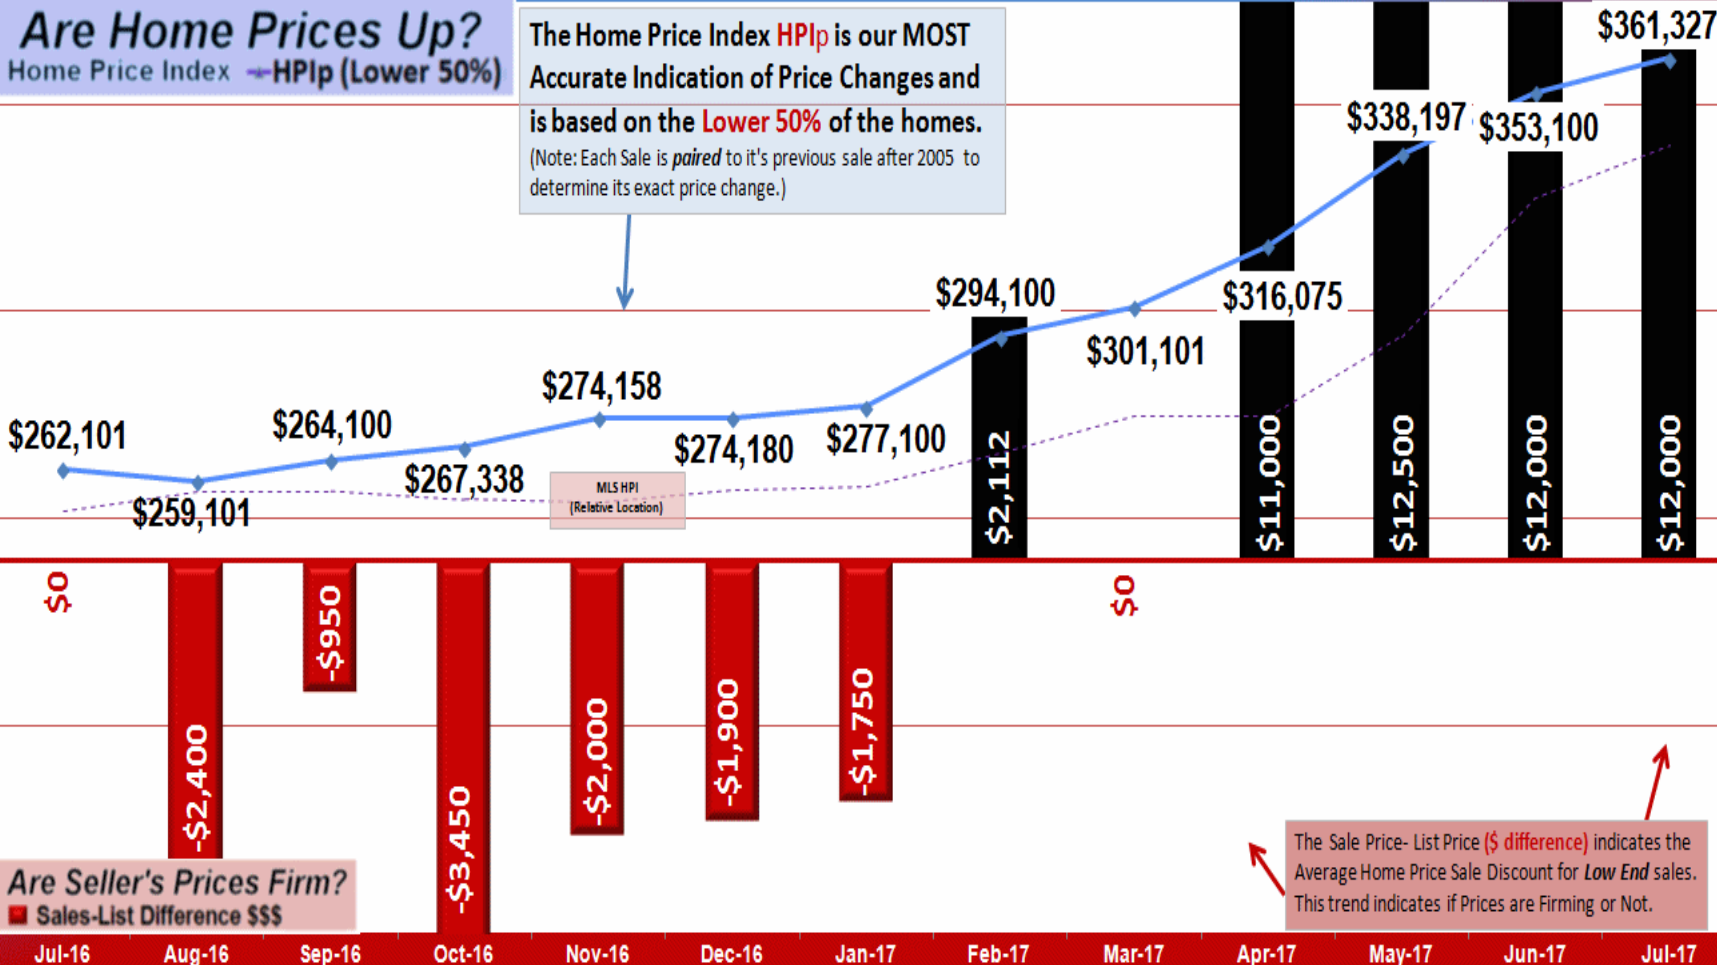 Are Home Prices Up?
Home Price Index HPIp (Lower 50%)
The Home Price Index HPIp is our MOST
Accurate Indication of Price Changes and
is based on the Lower 50% of the homes.
(Note: Each Sale is paired to it's previous sale after 2005 to
determine its exact price change.)
$262,101
$259,101
$264,100
$267,338
$274,158
$274,180
$277,100
$294,100
$301,101
$316,075
$338,197
$353,100
$361,327
MLS HPI
(Relative Location)
$0
-$2,400
-$950
-$3,450
-$2,000
-$1,900
-$1,750
$2,112
$0
$11,000
$12,500
$12,000
$12,000
The Sale Price- List Price ($ difference) indicates the
Average Home Price Sale Discount for Low End sales.
This trend indicates if Prices are Firming or Not.
Are Seller's Prices Firm?
Sales-List Difference $$$
Jul-16 Aug-16 Sep-16 Oct-16 Nov-16 Dec-16 Jan-17 Feb-17 Mar-17 Apr-17 May-17 Jun-17 Jul-17